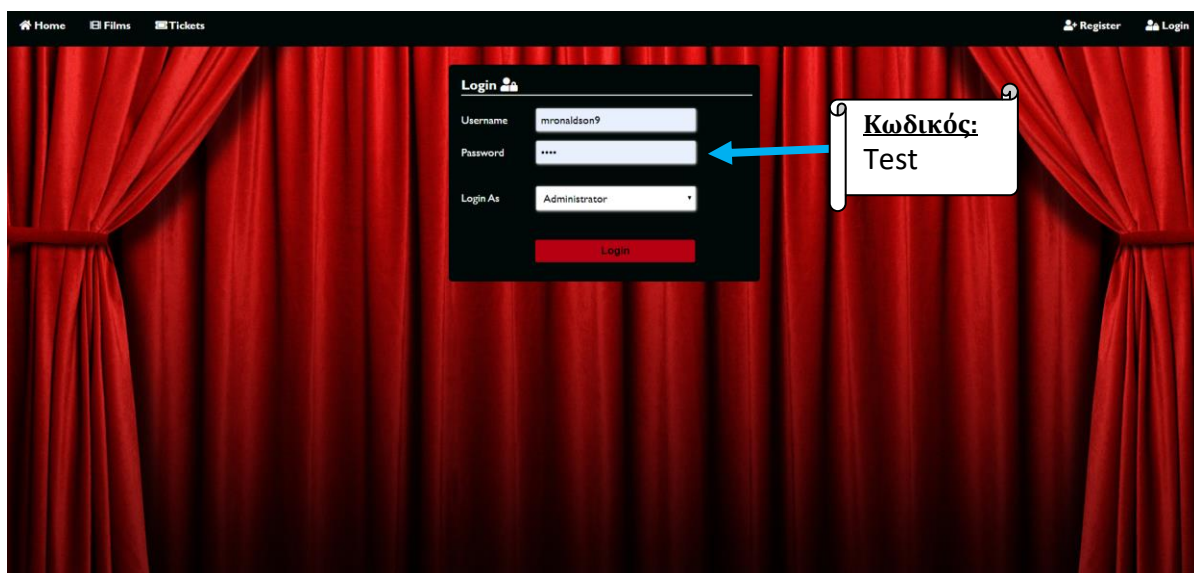 Home Films Tickets Register Login
Login
Username mronaldson9
Password ••••
Login As Administrator
Login
Κωδικός:
Test